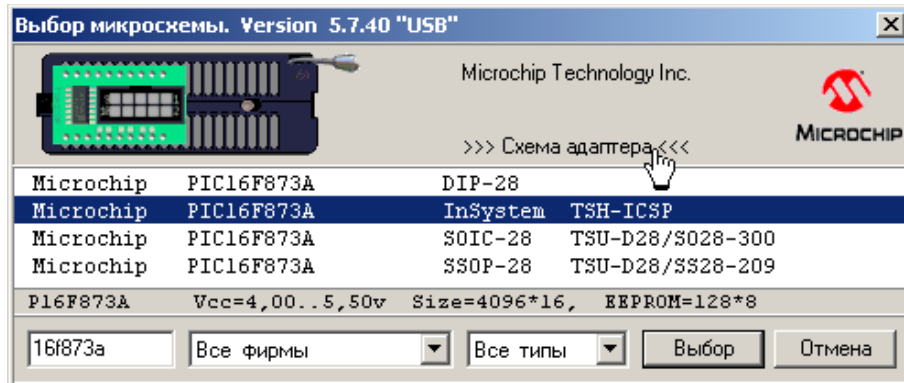 Выбор микросхемы. Version 5.7.40 "USB"
Microchip Technology Inc.
>>> Схема адаптера <<<
MICROCHIP
Microchip PIC16F873A DIP-28
Microchip PIC16F873A InSystem TSH-ICSP
Microchip PIC16F873A SOIC-28 TSU-D28/SO28-300
Microchip PIC16F873A SSOP-28 TSU-D28/SS28-209
P16F873A Vcc=4,00..5,50v Size=4096*16, EEPROM=128*8
16f873a Все фирмы Все типы Выбор Отмена